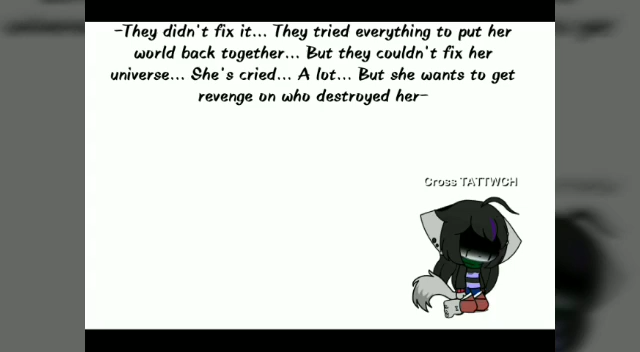 -They didn't fix it... They tried everything to put her
world back together... But they couldn't fix her
universe... She's cried... A lot... But she wants to get
revenge on who destroyed her-
Cross TATTWCH